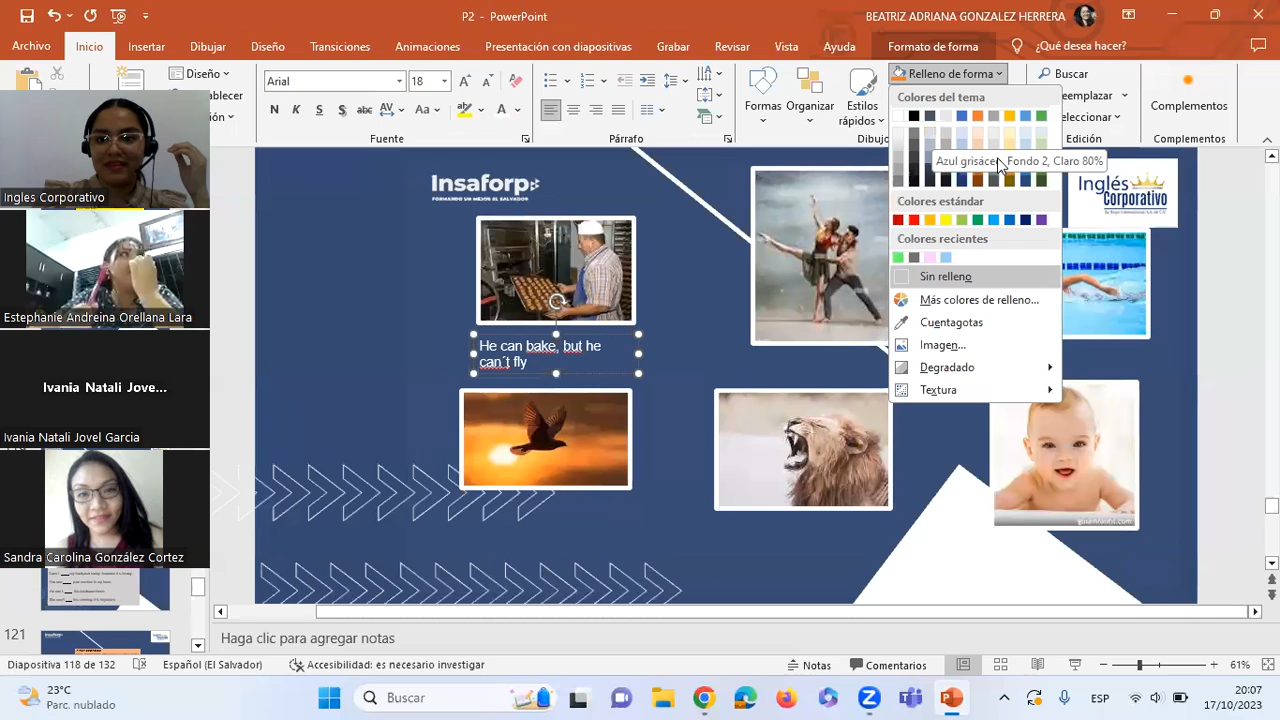 P2 - PowerPoint
BEATRIZ ADRIANA GONZALEZ HERRERA
Archivo
Inicio
Insertar
Dibujar
Diseño
Transiciones
Animaciones
Presentación con diapositivas
Grabar
Revisar
Vista
Ayuda
Formato de forma
¿Qué desea hacer?
Diseño
Arial
18
Aa
Formas
Organizar
Estilos
rápidos
Relleno de forma
Buscar
Complementos
Fuente
Párrafo
Edición
Complementos
Colores del tema
Azul grisáce
Fondo 2, Claro 80%
Colores estándar
Colores recientes
Sin relleno
Más colores de relleno...
Cuentagotas
Imagen...
Degradado
Textura
Insaforp
FORMANDO UN MEJOR EL SALVADOR
Inglés
Corporativo
He can bake, but he
can´t fly
Ingles Corporativo
Estephanie Andreina Orellana Lara
Ivania Natali Jove...
Ivania Natali Jovel Garcia
Sandra Carolina González Cortez
121
Haga clic para agregar notas
Diapositiva 118 de 132
Español (El Salvador)
Accesibilidad: es necesario investigar
Notas
Comentarios
61%
23°C
Parc. nublado
Buscar
ESP
20:07
17/10/2023